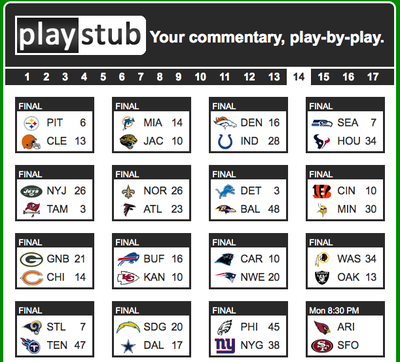 playstub Your commentary, play-by-play.
1 2 3 4 5 6 7 8 9 10 11 12 13 14 15 16 17
FINAL FINAL FINAL FINAL
PIT 6 MIA 14 DEN 16 SEA 7
CLE 13 JAC 10 IND 28 HOU 34
FINAL FINAL FINAL FINAL
NYJ 26 NOR 26 DET 3 CIN 10
TAM 3 ATL 23 BAL 48 MIN 30
FINAL FINAL FINAL FINAL
GNB 21 BUF 16 CAR 10 WAS 34
CHI 14 KAN 10 NWE 20 OAK 13
FINAL FINAL FINAL Mon 8:30 PM
STL 7 SDG 20 PHI 45 ARI
TEN 47 DAL 17 NYG 38 SFO